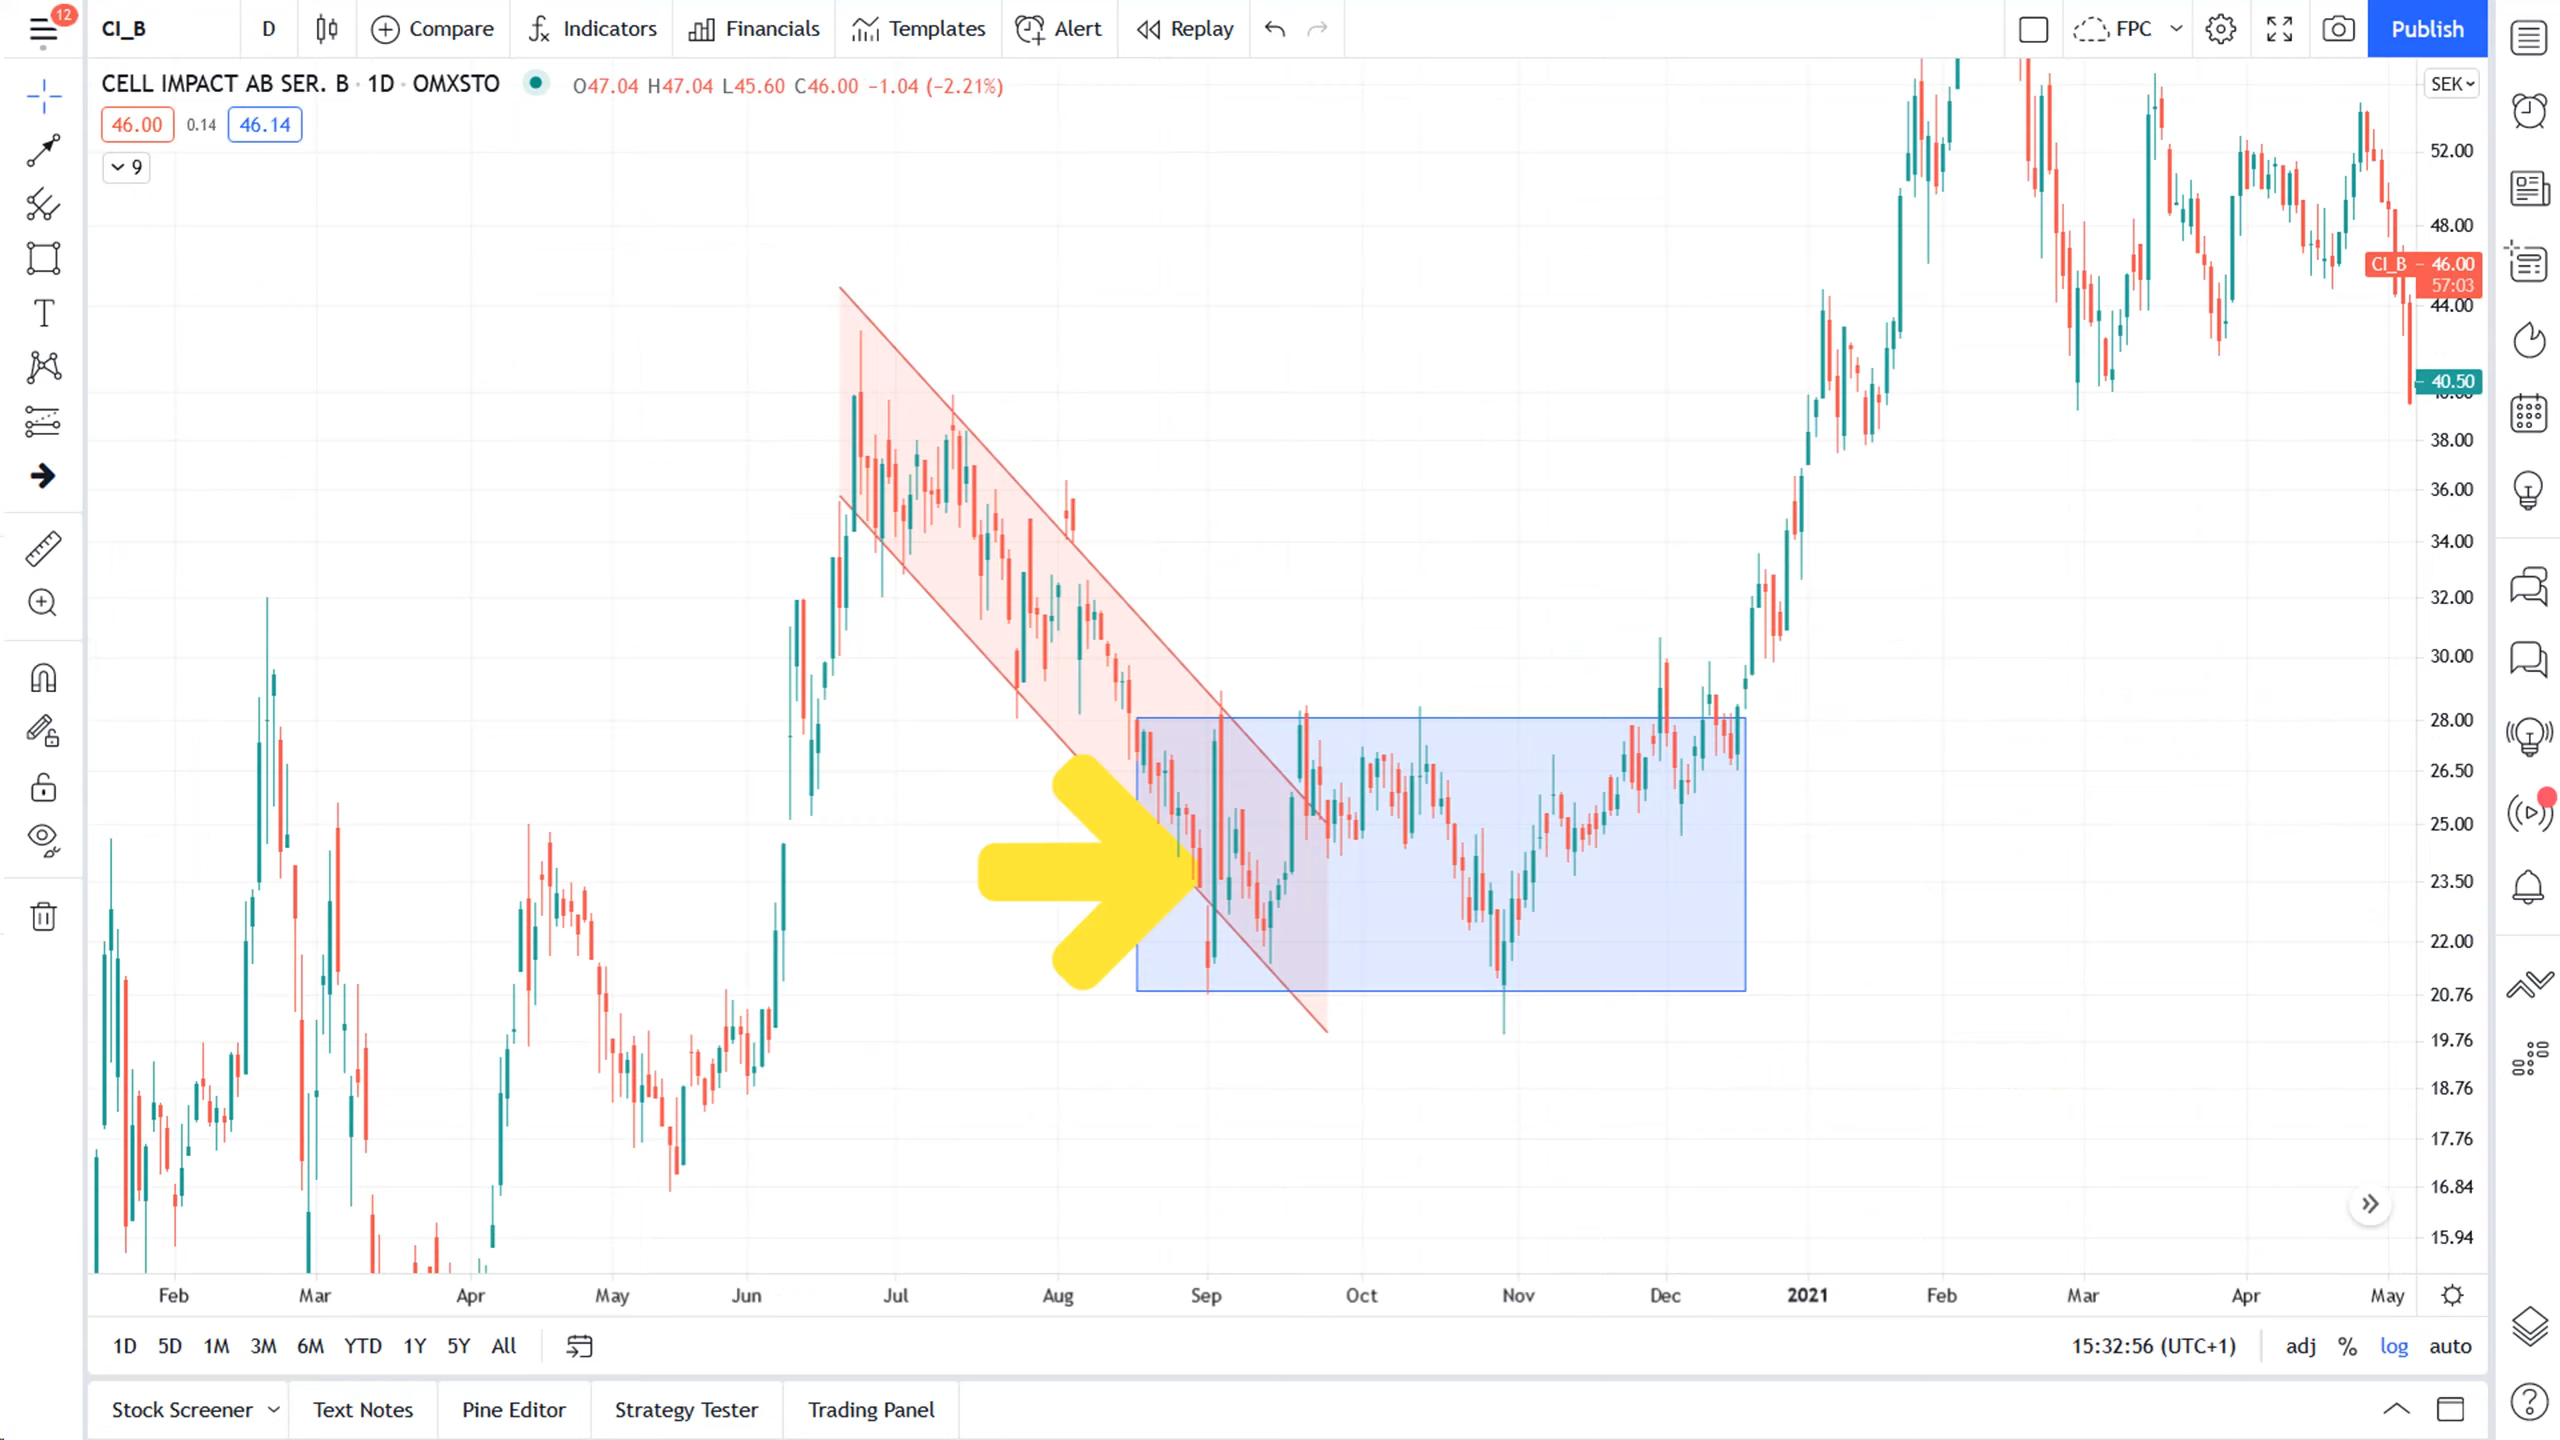 12
CI_B D Compare Indicators Financials Templates Alert Replay FPC Publish
CELL IMPACT AB SER. B · 1D · OMXSTO O47.04 H47.04 L45.60 C46.00 −1.04 (−2.21%)
SEK
46.00 0.14 46.14
9
52.00
48.00
CI_B 46.00
57:03
44.00
40.50
38.00
36.00
34.00
32.00
30.00
28.00
26.50
25.00
23.50
22.00
20.76
19.76
18.76
17.76
16.84
15.94
Feb Mar Apr May Jun Jul Aug Sep Oct Nov Dec 2021 Feb Mar Apr May
1D 5D 1M 3M 6M YTD 1Y 5Y All 15:32:56 (UTC+1) adj % log auto
Stock Screener Text Notes Pine Editor Strategy Tester Trading Panel